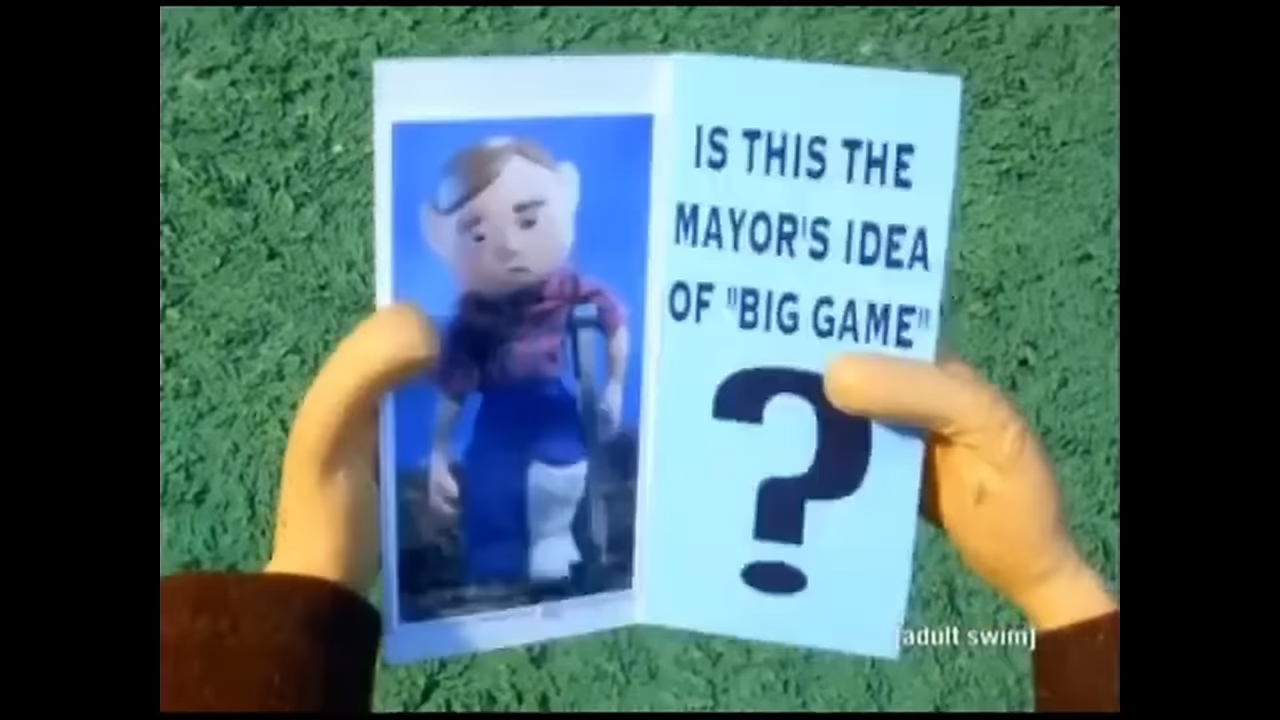 IS THIS THE
MAYOR'S IDEA
OF "BIG GAME"
?
[adult swim]